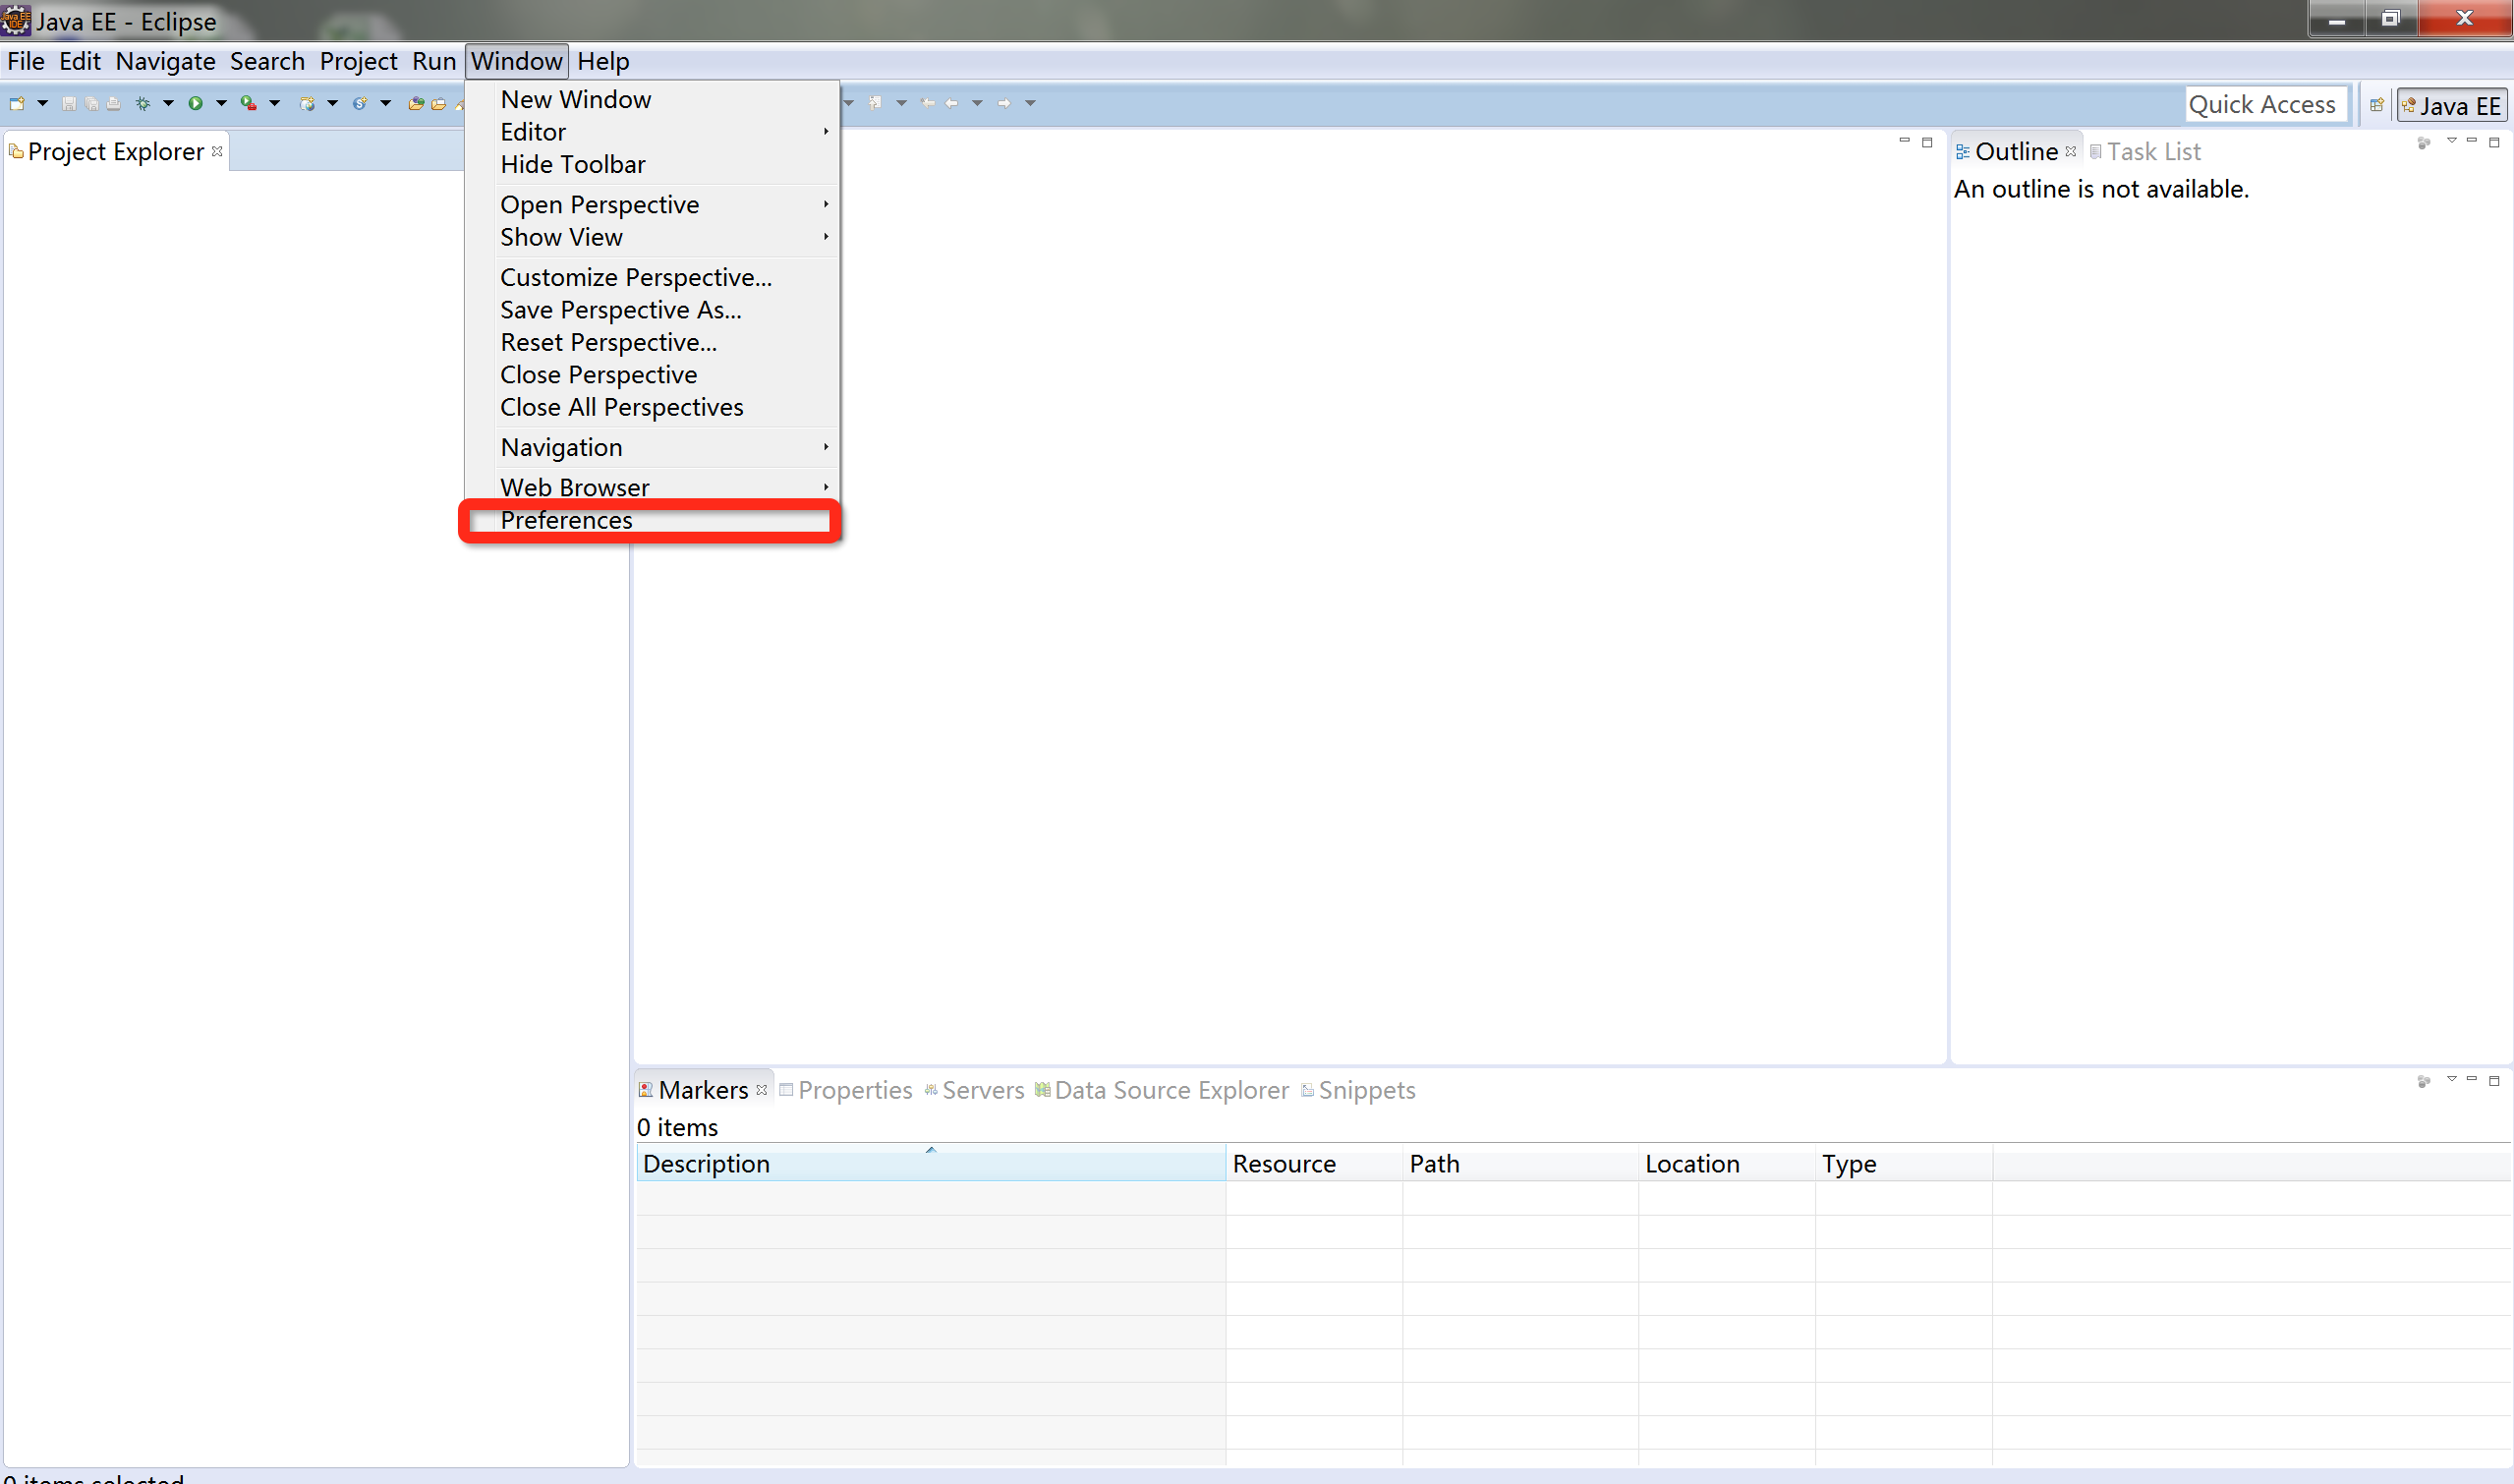 Java EE - Eclipse
File Edit Navigate Search Project Run Window Help
Quick Access
Java EE
Project Explorer
New Window
Editor
Hide Toolbar
Open Perspective
Show View
Customize Perspective...
Save Perspective As...
Reset Perspective...
Close Perspective
Close All Perspectives
Navigation
Web Browser
Preferences
Outline Task List
An outline is not available.
Markers Properties Servers Data Source Explorer Snippets
0 items
Description Resource Path Location Type
0 items selected